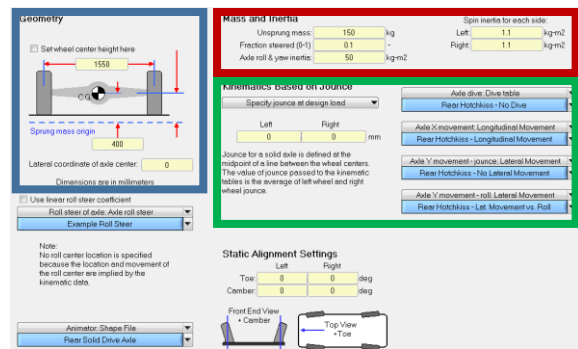 Geometry
Set wheel center height here
1550
C.G.
Sprung mass origin
400
Lateral coordinate of axle center: 0
Dimensions are in millimeters
Use linear roll steer coefficient
Roll steer of axle: Axle roll steer
Example Roll Steer
Note:
No roll center location is specified
because the location and movement of
the roll center are implied by the
kinematic data.
Animator: Shape File
Rear Solid Drive Axle
Mass and Inertia
Unsprung mass: 150 kg
Fraction steered (0-1) 0.1 -
Axle roll & yaw inertia: 50 kg-m2
Spin inertia for each side:
Left: 1.1 kg-m2
Right: 1.1 kg-m2
Kinematics Based on Jounce
Specify jounce at design load
Left Right
0 0 mm
Jounce for a solid axle is defined at the
midpoint of a line between the wheel centers.
The value of jounce passed to the kinematic
tables is the average of left wheel and right
wheel jounce.
Axle dive: Dive table
Rear Hotchkiss - No Dive
Axle X movement: Longitudinal Movement
Rear Hotchkiss - Longitudinal Movement
Axle Y movement - jounce: Lateral Movement
Rear Hotchkiss - No Lateral Movement
Axle Y movement - roll: Lateral Movement
Rear Hotchkiss - Lat. Movement vs. Roll
Static Alignment Settings
Left Right
Toe: 0 0 deg
Camber: 0 0 deg
Front End View
+ Camber
Top View
+Toe